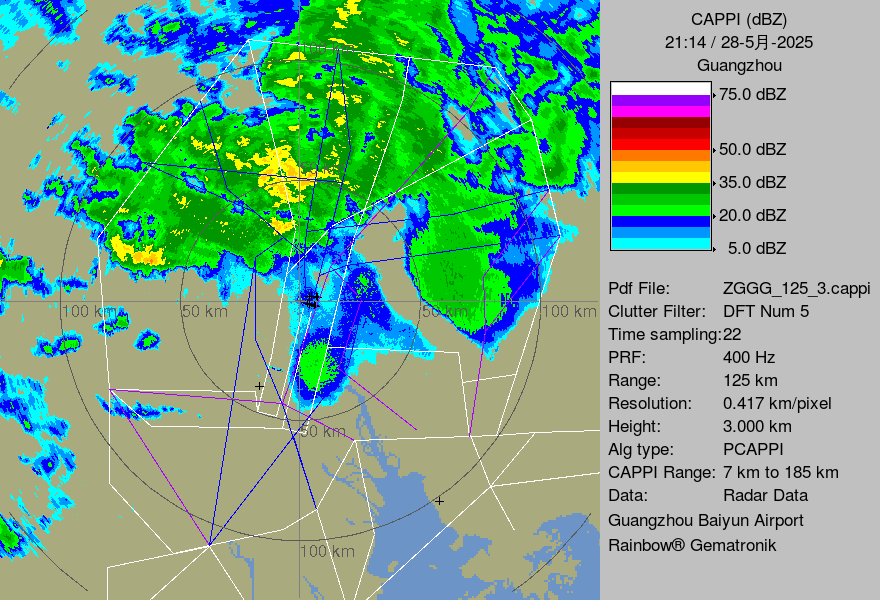 CAPPI (dBZ)
21:14 / 28-5月-2025
Guangzhou
75.0 dBZ
50.0 dBZ
35.0 dBZ
20.0 dBZ
5.0 dBZ
100 km
50 km
50 km
100 km
50 km
100 km
Pdf File: ZGGG_125_3.cappi
Clutter Filter: DFT Num 5
Time sampling:22
PRF: 400 Hz
Range: 125 km
Resolution: 0.417 km/pixel
Height: 3.000 km
Alg type: PCAPPI
CAPPI Range: 7 km to 185 km
Data: Radar Data
Guangzhou Baiyun Airport
Rainbow® Gematronik